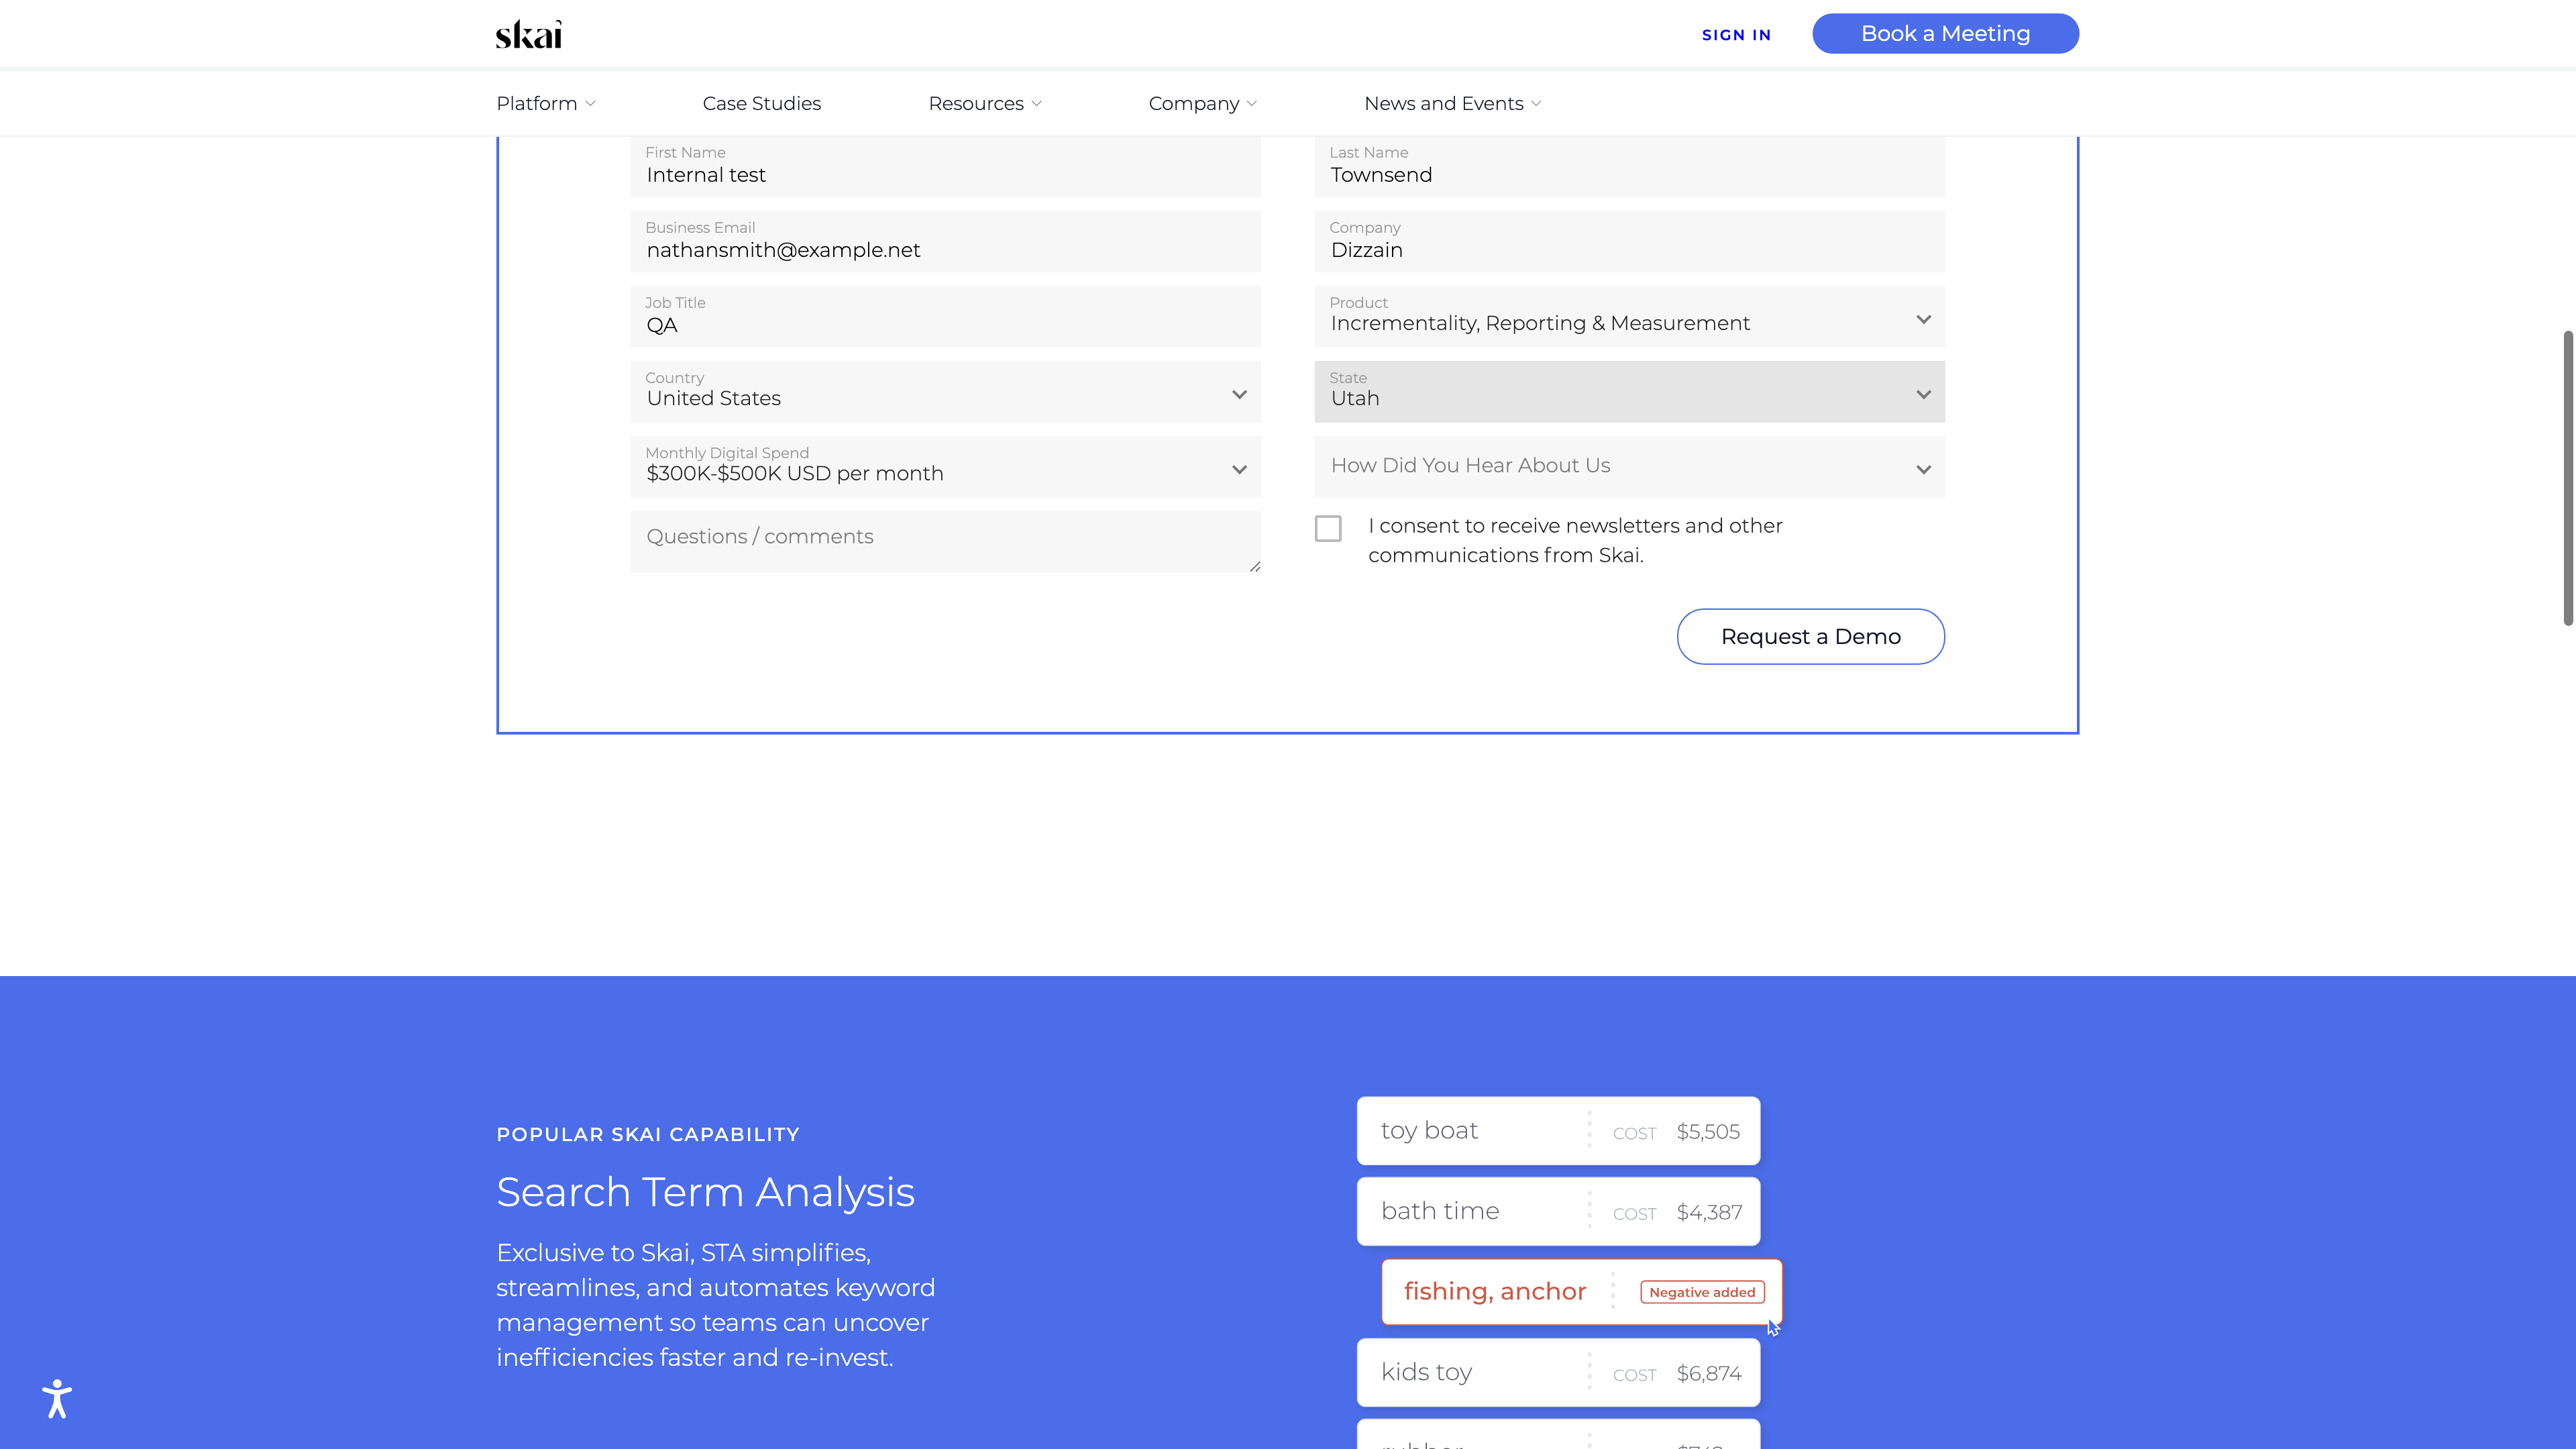 skai
SIGN IN
Book a Meeting
Platform
Case Studies
Resources
Company
News and Events
First Name
Internal test
Last Name
Townsend
Business Email
nathansmith@example.net
Company
Dizzain
Job Title
QA
Product
Incrementality, Reporting & Measurement
Country
United States
State
Utah
Monthly Digital Spend
$300K-$500K USD per month
How Did You Hear About Us
Questions / comments
I consent to receive newsletters and other
communications from Skai.
Request a Demo
POPULAR SKAI CAPABILITY
Search Term Analysis
Exclusive to Skai, STA simplifies,
streamlines, and automates keyword
management so teams can uncover
inefficiencies faster and re-invest.
toy boat COST $5,505
bath time COST $4,387
fishing, anchor Negative added
kids toy COST $6,874